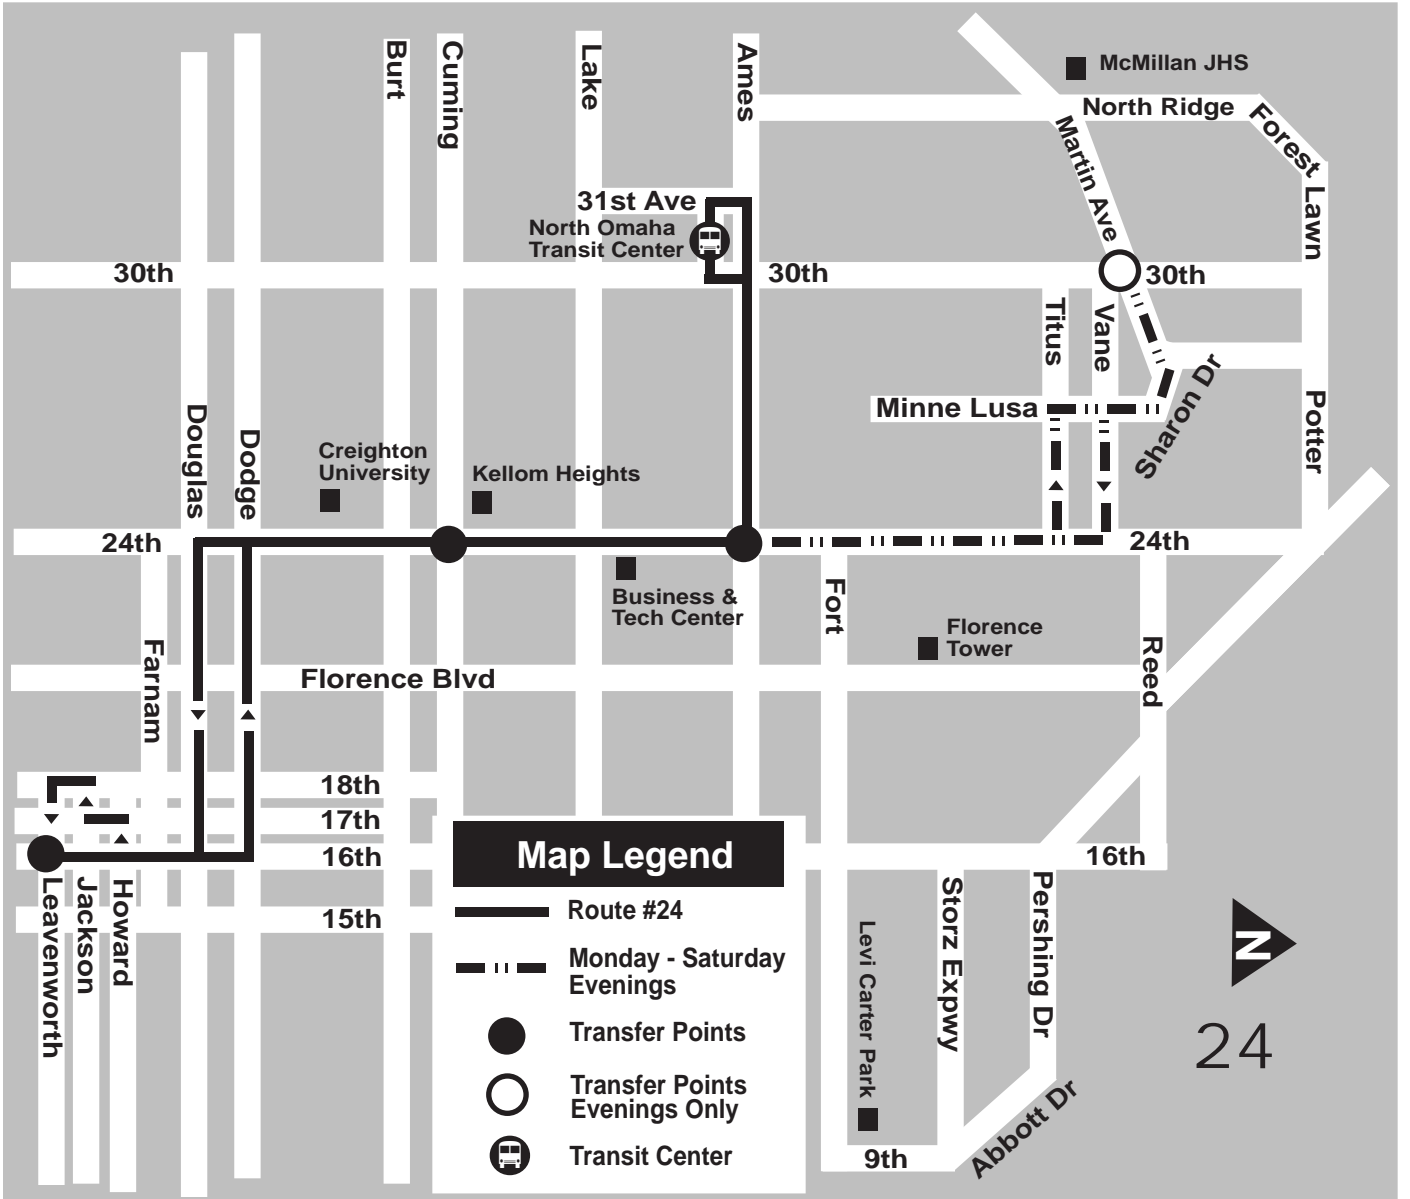 Burt
Cuming
Lake
Ames
McMillan JHS
North Ridge
Forest Lawn
Martin Ave
31st Ave
North Omaha
Transit Center
30th
30th
30th
Titus
Vane
Sharon Dr
Minne Lusa
Potter
Douglas
Dodge
Creighton
University
Kellom Heights
24th
24th
Business &
Tech Center
Fort
Florence
Tower
Reed
Farnam
Florence Blvd
18th
17th
16th
16th
15th
Leavenworth
Jackson
Howard
Map Legend
Route #24
Monday - Saturday
Evenings
Transfer Points
Transfer Points
Evenings Only
Transit Center
Levi Carter Park
Storz Expwy
Pershing Dr
Abbott Dr
9th
N
24